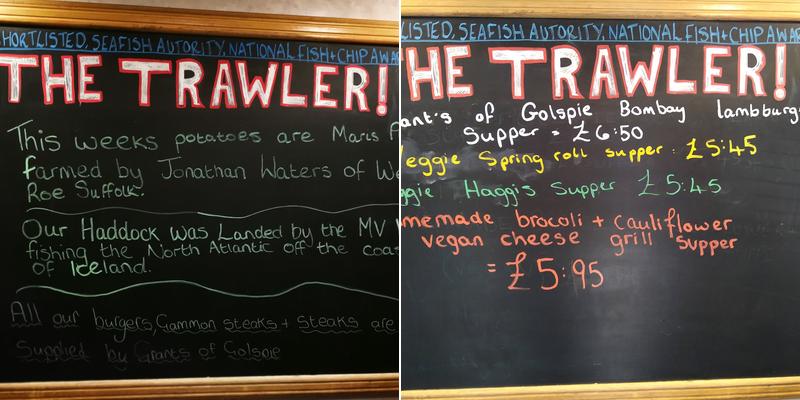 SHORTLISTED, SEAFISH AUTORITY, NATIONAL FISH+CHIP AWAR
THE TRAWLER!
This weeks potatoes are Maris
farmed by Jonathan Waters of We
Roe Suffolk.
Our Haddock was Landed by the MV
fishing the North Atlantic off the coas
of Iceland.
All our burgers, Gammon steaks + steaks are
Supplied by Grants of Golspie
LISTED, SEAFISH AUTORITY, NATIONAL FISH+CHIP AWAR
HE TRAWLER!
ant's of Golspie Bombay lambburg
Supper = £6:50
eggie Spring roll supper : £5:45
ggie Haggis Supper £5:45
memade brocoli + cauliflower
vegan cheese grill supper
= £5:95